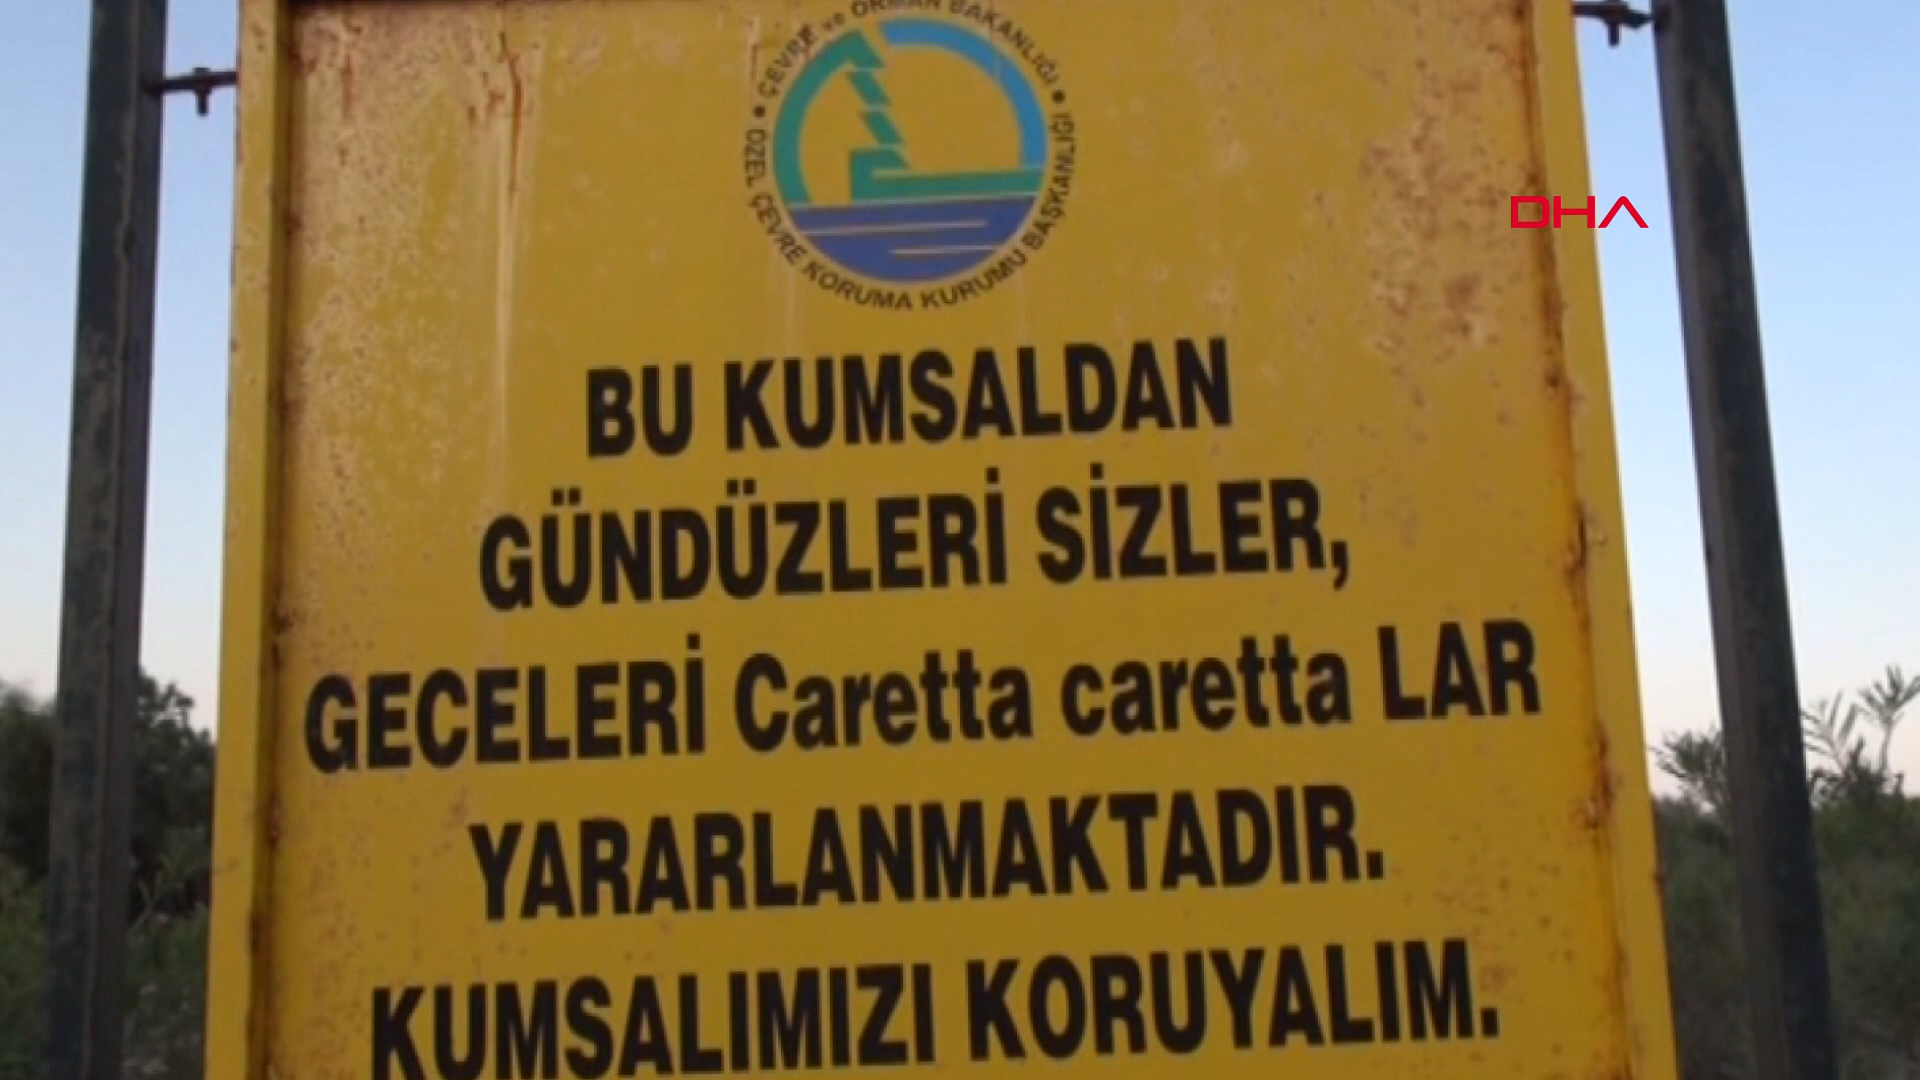 ÇEVRE ve ORMAN BAKANLIĞI
ÖZEL ÇEVRE KORUMA KURUMU BAŞKANLIĞI
DHA
BU KUMSALDAN
GÜNDÜZLERİ SİZLER,
GECELERİ Caretta caretta LAR
YARARLANMAKTADIR.
KUMSALIMIZI KORUYALIM.